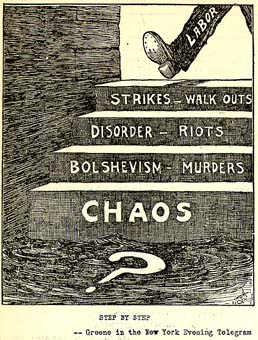 LABOR
STRIKES - WALK OUTS
DISORDER - RIOTS
BOLSHEVISM - MURDERS
CHAOS
?
STEP BY STEP
-- Greene in the New York Evening Telegram